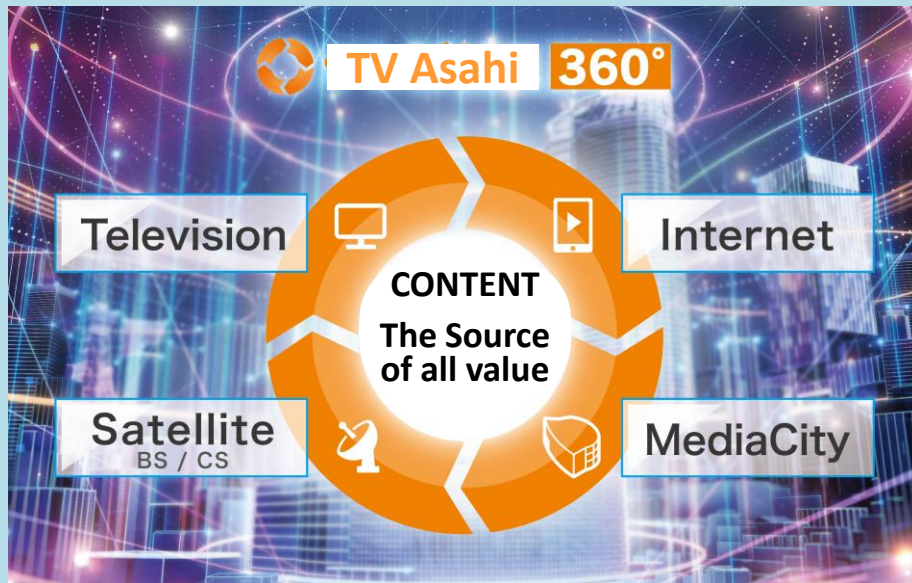 TV Asahi 360°
Television
Internet
CONTENT
The Source
of all value
Satellite
BS / CS
MediaCity